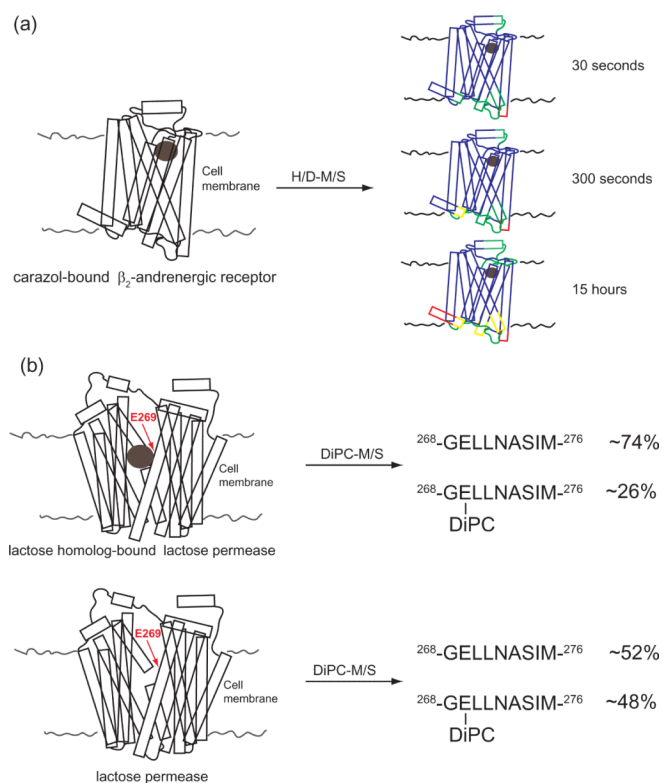 (a)
30 seconds
Cell
membrane
H/D-M/S
300 seconds
carazol-bound β₂-andrenergic receptor
15 hours
(b)
E269
Cell
membrane
DiPC-M/S
²⁶⁸-GELLNASIM-²⁷⁶ ~74%
²⁶⁸-GELLNASIM-²⁷⁶ ~26%
DiPC
lactose homolog-bound lactose permease
E269
Cell
membrane
DiPC-M/S
²⁶⁸-GELLNASIM-²⁷⁶ ~52%
²⁶⁸-GELLNASIM-²⁷⁶ ~48%
DiPC
lactose permease